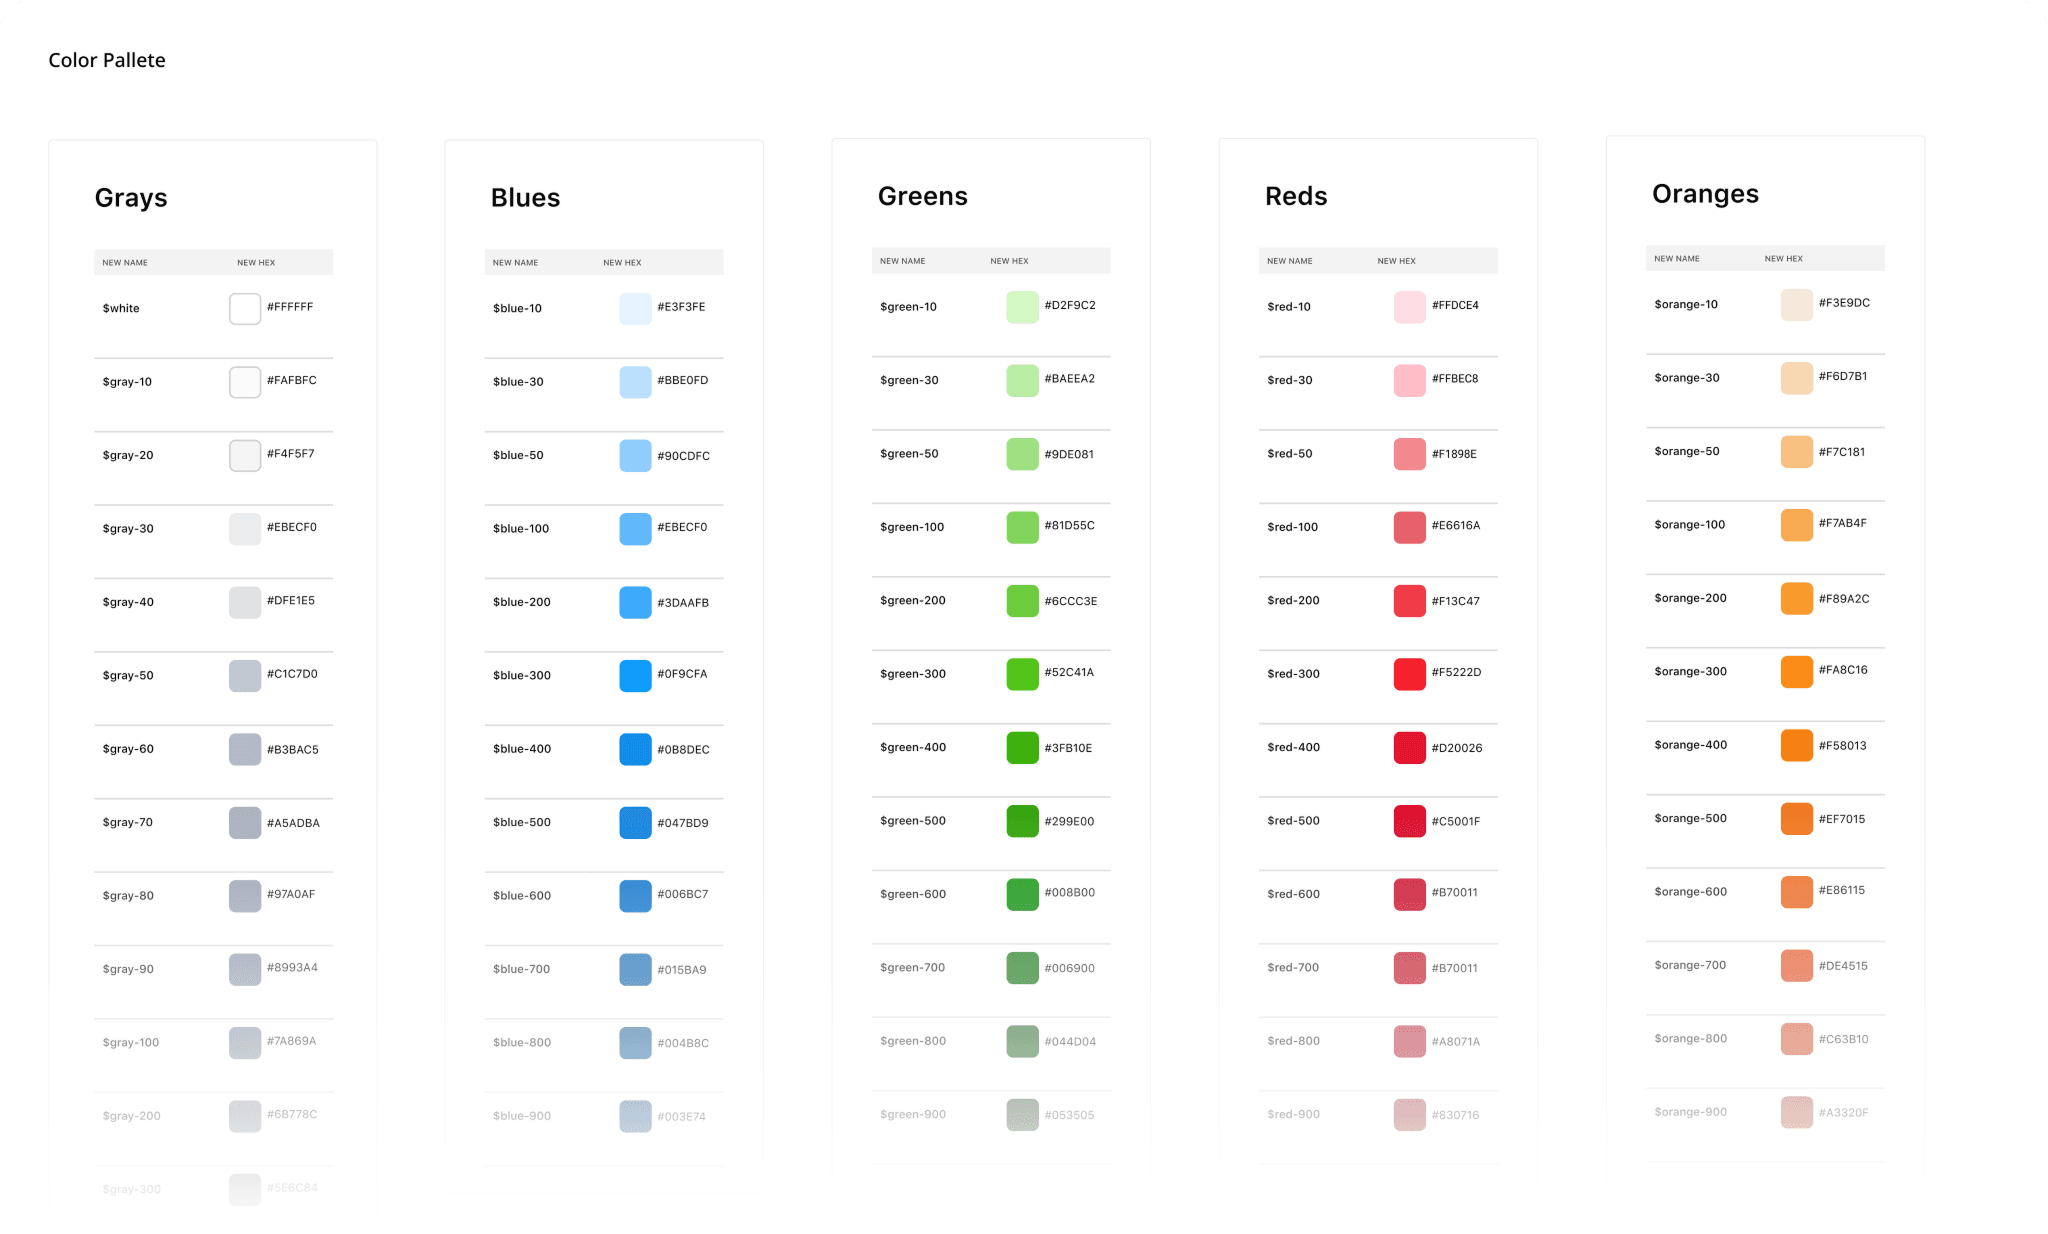 Color Pallete
Grays
NEW NAME NEW HEX
$white #FFFFFF
$gray-10 #FAFBFC
$gray-20 #F4F5F7
$gray-30 #EBECF0
$gray-40 #DFE1E5
$gray-50 #C1C7D0
$gray-60 #B3BAC5
$gray-70 #A5ADBA
$gray-80 #97A0AF
$gray-90 #8993A4
$gray-100 #7A869A
$gray-200 #6B778C
$gray-300 #5E6C84
Blues
NEW NAME NEW HEX
$blue-10 #E3F3FE
$blue-30 #BBE0FD
$blue-50 #90CDFC
$blue-100 #EBECF0
$blue-200 #3DAAFB
$blue-300 #0F9CFA
$blue-400 #0B8DEC
$blue-500 #047BD9
$blue-600 #006BC7
$blue-700 #015BA9
$blue-800 #004B8C
$blue-900 #003E74
Greens
NEW NAME NEW HEX
$green-10 #D2F9C2
$green-30 #BAEEA2
$green-50 #9DE081
$green-100 #81D55C
$green-200 #6CCC3E
$green-300 #52C41A
$green-400 #3FB10E
$green-500 #299E00
$green-600 #008B00
$green-700 #006900
$green-800 #044D04
$green-900 #053505
Reds
NEW NAME NEW HEX
$red-10 #FFDCE4
$red-30 #FFBEC8
$red-50 #F1898E
$red-100 #E6616A
$red-200 #F13C47
$red-300 #F5222D
$red-400 #D20026
$red-500 #C5001F
$red-600 #B70011
$red-700 #B70011
$red-800 #A8071A
$red-900 #830716
Oranges
NEW NAME NEW HEX
$orange-10 #F3E9DC
$orange-30 #F6D7B1
$orange-50 #F7C181
$orange-100 #F7AB4F
$orange-200 #F89A2C
$orange-300 #FA8C16
$orange-400 #F58013
$orange-500 #EF7015
$orange-600 #E86115
$orange-700 #DE4515
$orange-800 #C63B10
$orange-900 #A3320F